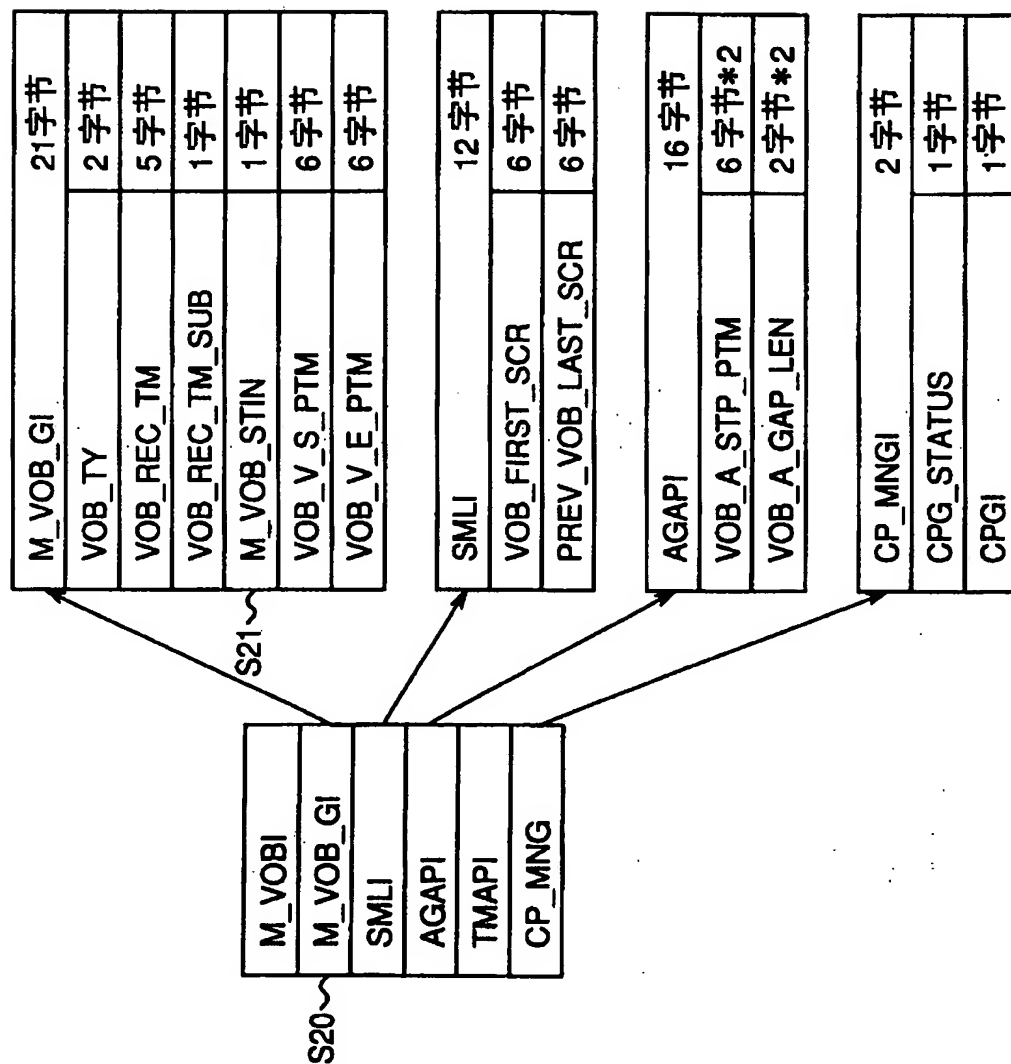 M_VOBI
M_VOB_GI
SMLI
AGAPI
TMAPI
CP_MNG
S20
M_VOB_GI 21字节
VOB_TY 2字节
VOB_REC_TM 5字节
VOB_REC_TM_SUB 1字节
M_VOB_STIN 1字节
VOB_V_S_PTM 6字节
VOB_V_E_PTM 6字节
S21
SMLI 12字节
VOB_FIRST_SCR 6字节
PREV_VOB_LAST_SCR 6字节
AGAPI 16字节
VOB_A_STP_PTM 6字节*2
VOB_A_GAP_LEN 2字节*2
CP_MNGI 2字节
CPG_STATUS 1字节
CPGI 1字节